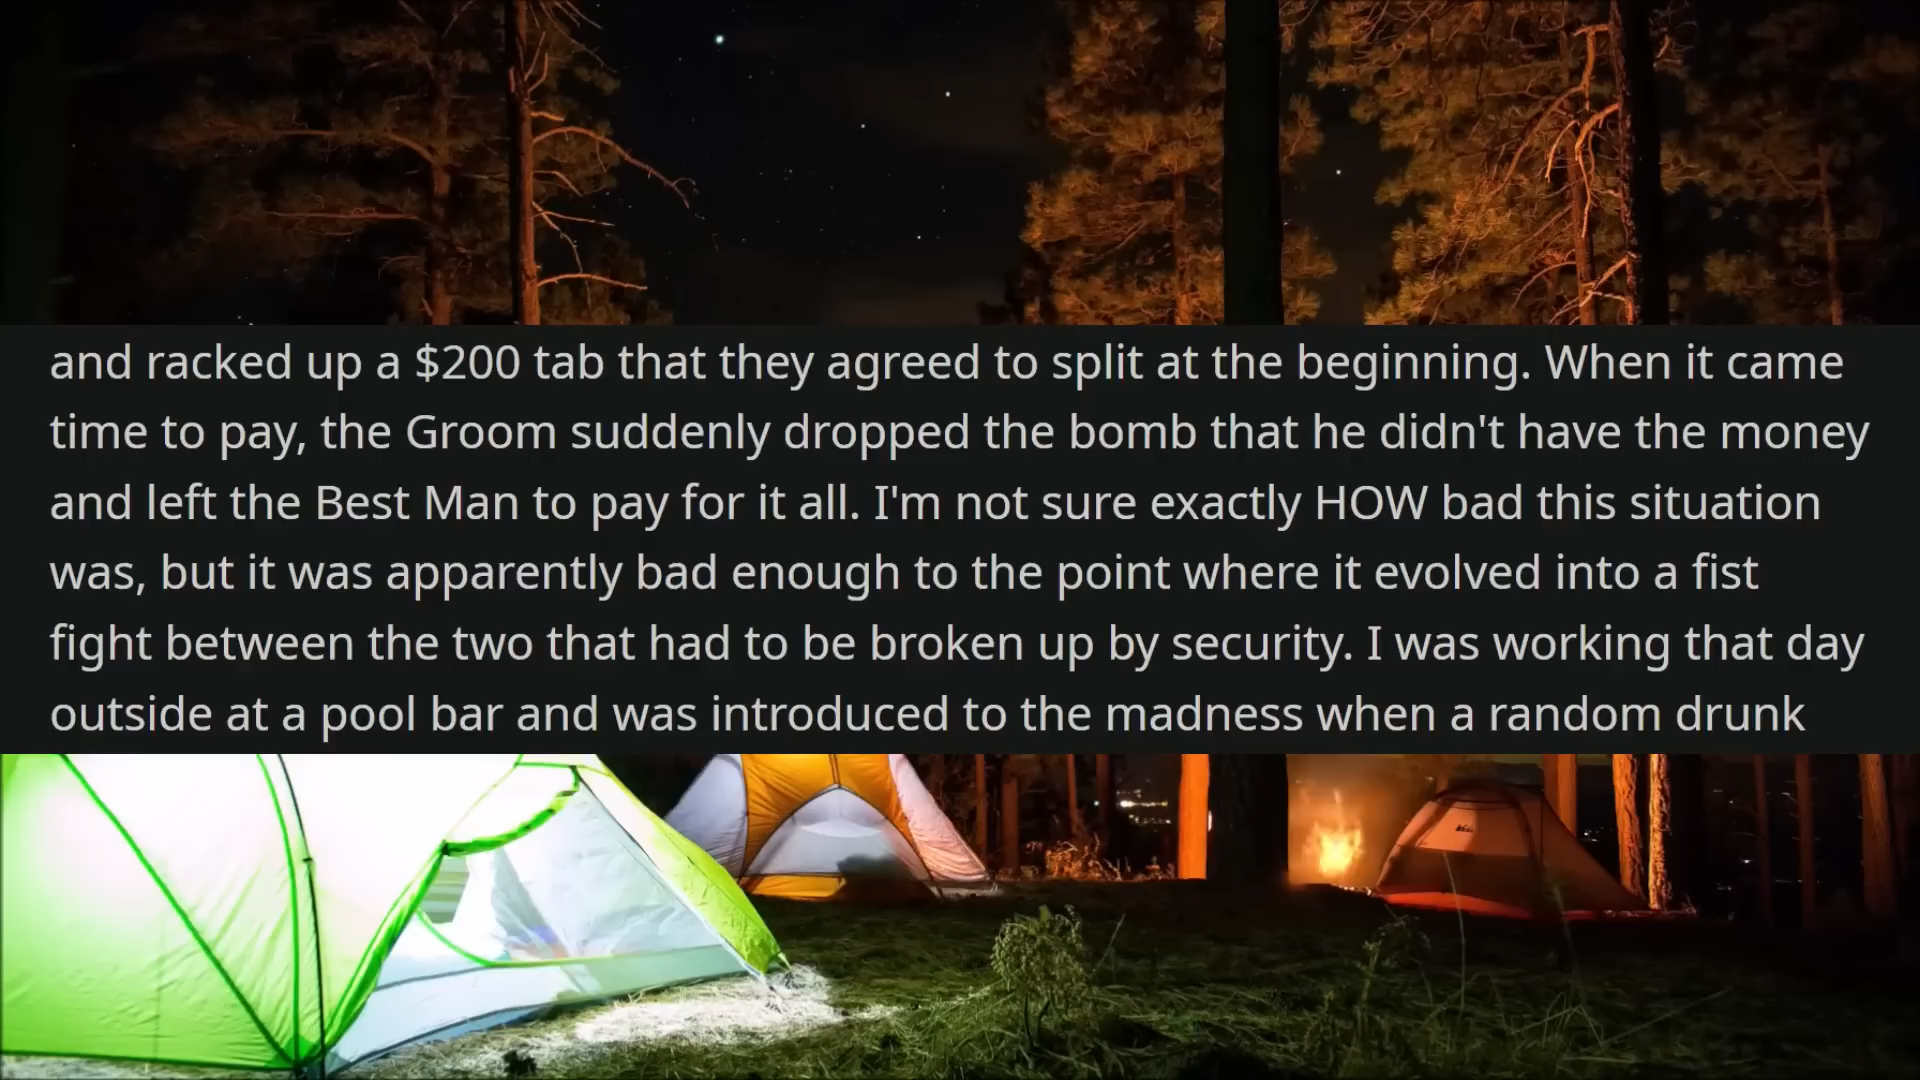 and racked up a $200 tab that they agreed to split at the beginning. When it came
time to pay, the Groom suddenly dropped the bomb that he didn't have the money
and left the Best Man to pay for it all. I'm not sure exactly HOW bad this situation
was, but it was apparently bad enough to the point where it evolved into a fist
fight between the two that had to be broken up by security. I was working that day
outside at a pool bar and was introduced to the madness when a random drunk